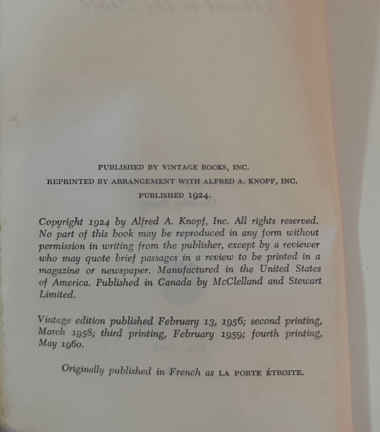 PUBLISHED BY VINTAGE BOOKS, INC.
REPRINTED BY ARRANGEMENT WITH ALFRED A. KNOPF, INC.
PUBLISHED 1924.
Copyright 1924 by Alfred A. Knopf, Inc. All rights reserved.
No part of this book may be reproduced in any form without
permission in writing from the publisher, except by a reviewer
who may quote brief passages in a review to be printed in a
magazine or newspaper. Manufactured in the United States
of America. Published in Canada by McClelland and Stewart
Limited.
Vintage edition published February 13, 1956; second printing,
March 1958; third printing, February 1959; fourth printing,
May 1960.
Originally published in French as LA PORTE ÉTROITE.